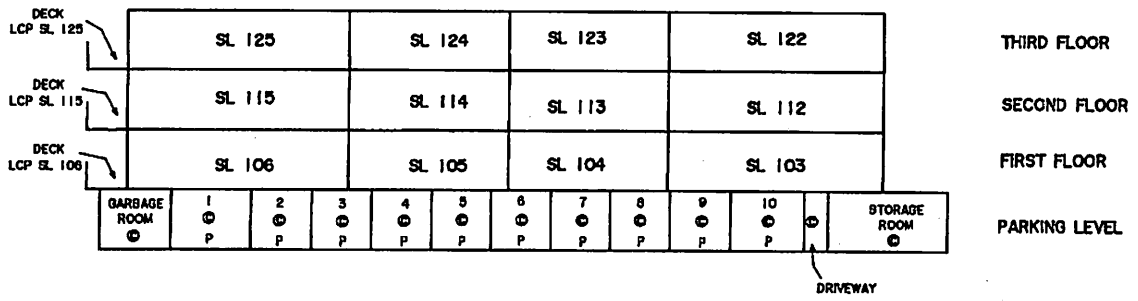 DECK
LCP SL 125
SL 125
SL 124
SL 123
SL 122
THIRD FLOOR
DECK
LCP SL 115
SL 115
SL 114
SL 113
SL 112
SECOND FLOOR
DECK
LCP SL 106
SL 106
SL 105
SL 104
SL 103
FIRST FLOOR
GARBAGE
ROOM
©
1
©
P
2
©
P
3
©
P
4
©
P
5
©
P
6
©
P
7
©
P
8
©
P
9
©
P
10
©
P
©
STORAGE
ROOM
©
PARKING LEVEL
DRIVEWAY